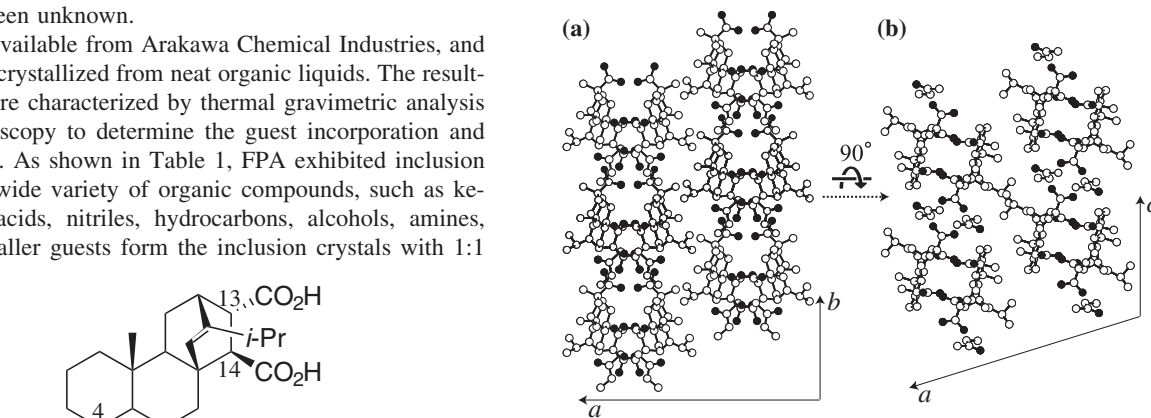 een unknown.
vailable from Arakawa Chemical Industries, and
crystallized from neat organic liquids. The result-
re characterized by thermal gravimetric analysis
scopy to determine the guest incorporation and
. As shown in Table 1, FPA exhibited inclusion
wide variety of organic compounds, such as ke-
acids, nitriles, hydrocarbons, alcohols, amines,
aller guests form the inclusion crystals with 1:1
13 CO2H
i-Pr
14 CO2H
4
(a) (b)
90°
b
a
a